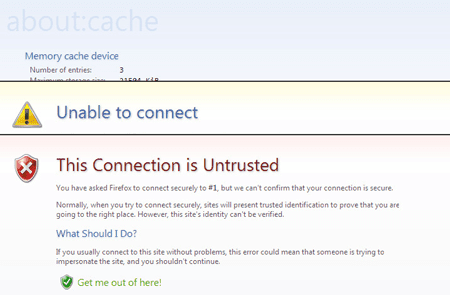 about:cache
Memory cache device
Number of entries: 3
Maximum storage size: 21504 KiB
Unable to connect
This Connection is Untrusted
You have asked Firefox to connect securely to #1, but we can't confirm that your connection is secure.
Normally, when you try to connect securely, sites will present trusted identification to prove that you are
going to the right place. However, this site's identity can't be verified.
What Should I Do?
If you usually connect to this site without problems, this error could mean that someone is trying to
impersonate the site, and you shouldn't continue.
Get me out of here!